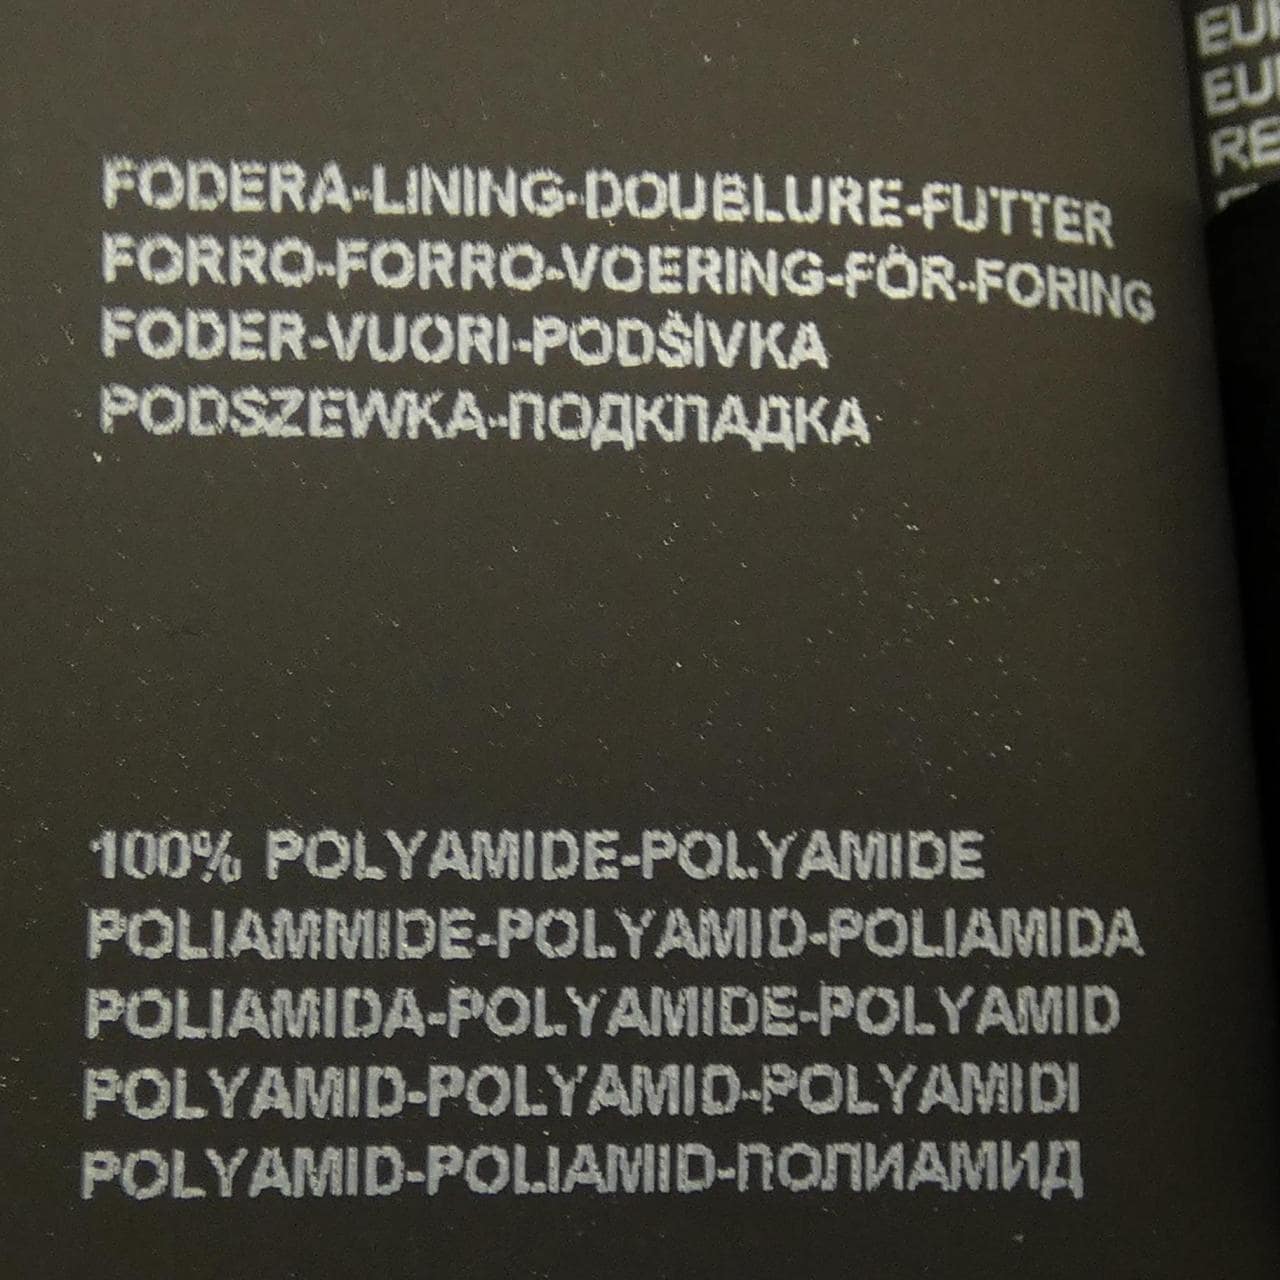 FODERA-LINING-DOUBLURE-FUTTER
FORRO-FORRO-VOERING-FÖR-FORING
FODER-VUORI-PODŠÍVKA
PODSZEWKA-ПОДКЛАДКА
100% POLYAMIDE-POLYAMIDE
POLIAMMIDE-POLYAMID-POLIAMIDA
POLIAMIDA-POLYAMIDE-POLYAMID
POLYAMID-POLYAMID-POLYAMIDI
POLYAMID-POLIAMID-ПОЛИАМИД